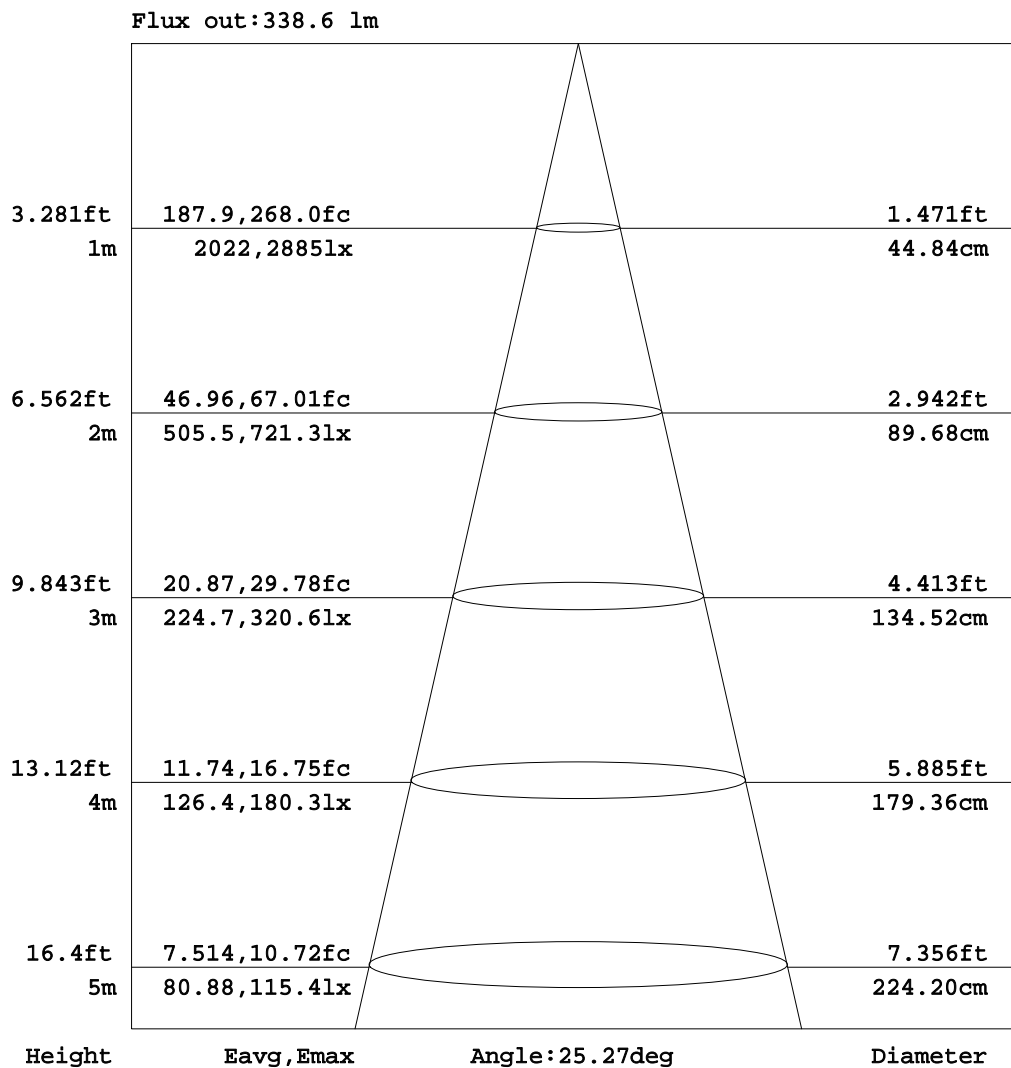 Flux out:338.6 lm
3.281ft 187.9,268.0fc 1.471ft
1m 2022,2885lx 44.84cm
6.562ft 46.96,67.01fc 2.942ft
2m 505.5,721.3lx 89.68cm
9.843ft 20.87,29.78fc 4.413ft
3m 224.7,320.6lx 134.52cm
13.12ft 11.74,16.75fc 5.885ft
4m 126.4,180.3lx 179.36cm
16.4ft 7.514,10.72fc 7.356ft
5m 80.88,115.4lx 224.20cm
Height Eavg,Emax Angle:25.27deg Diameter